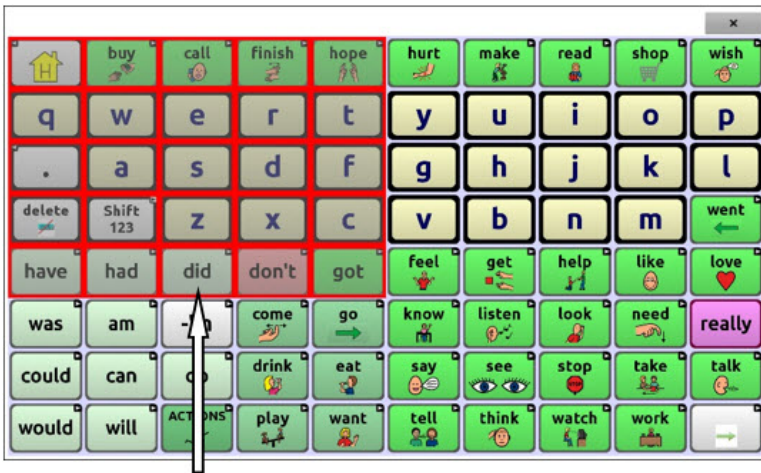 ×
H buy call finish hope hurt make read shop wish
q w e r t y u i o p
. a s d f g h j k l
delete Shift 123 z x c v b n m went
have had did don't got feel get help like love
was am come go know listen look need really
could can drink eat say see stop take talk
would will ACTIONS play want tell think watch work